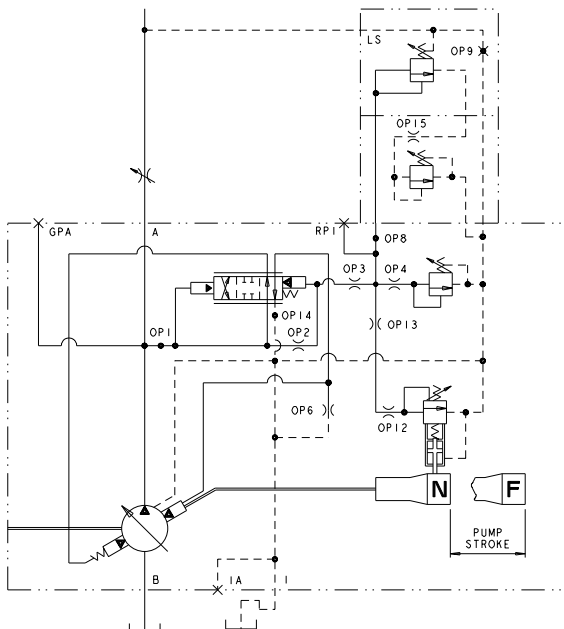 LS
OP9
OP15
GPA
A
RP1
OP8
OP3
OP4
OP14
OP1
OP2
OP13
OP6
OP12
N
F
PUMP
STROKE
B
IA
I